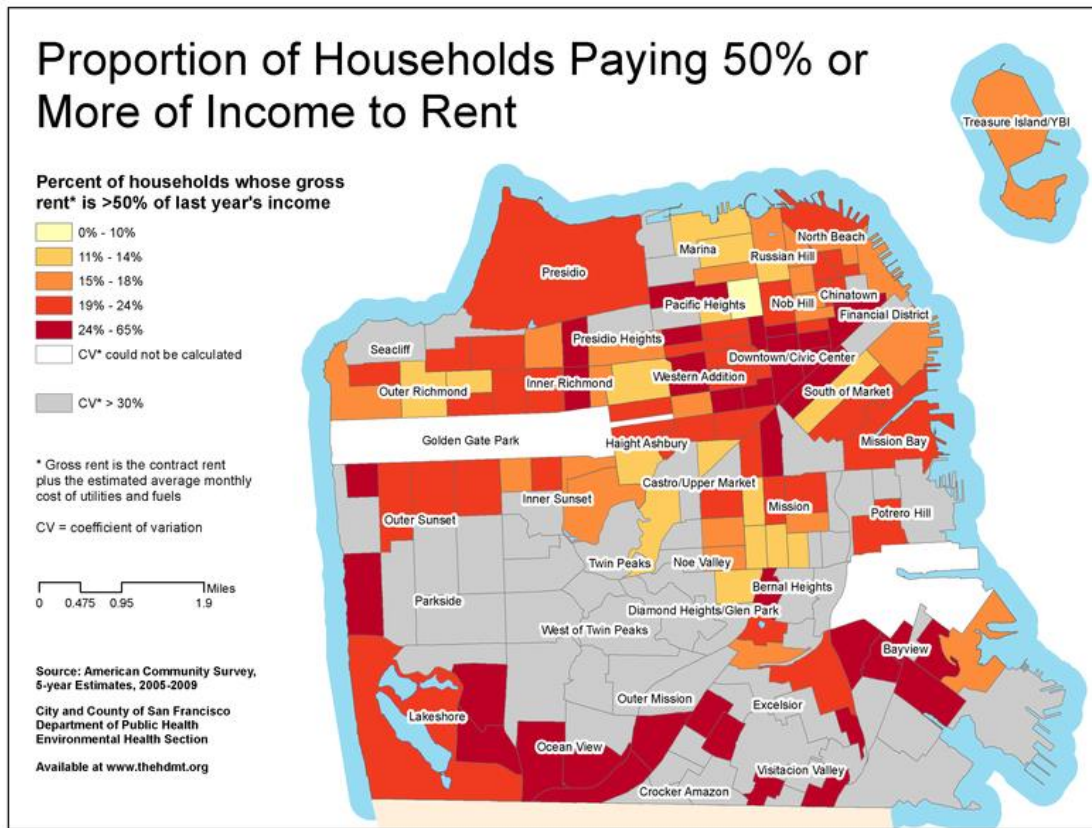 Proportion of Households Paying 50% or
More of Income to Rent
Percent of households whose gross
rent* is >50% of last year's income
0% - 10%
11% - 14%
15% - 18%
19% - 24%
24% - 65%
CV* could not be calculated
CV* > 30%
* Gross rent is the contract rent
plus the estimated average monthly
cost of utilities and fuels
CV = coefficient of variation
Miles
0 0.475 0.95 1.9
Source: American Community Survey,
5-year Estimates, 2005-2009
City and County of San Francisco
Department of Public Health
Environmental Health Section
Available at www.thehdmt.org
Treasure Island/YBI
North Beach
Marina
Russian Hill
Presidio
Chinatown
Pacific Heights
Nob Hill
Financial District
Presidio Heights
Seacliff
Downtown/Civic Center
Inner Richmond
Western Addition
Outer Richmond
South of Market
Golden Gate Park
Haight Ashbury
Mission Bay
Castro/Upper Market
Inner Sunset
Mission
Potrero Hill
Outer Sunset
Twin Peaks
Noe Valley
Bernal Heights
Parkside
Diamond Heights/Glen Park
West of Twin Peaks
Bayview
Outer Mission
Excelsior
Lakeshore
Ocean View
Visitacion Valley
Crocker Amazon